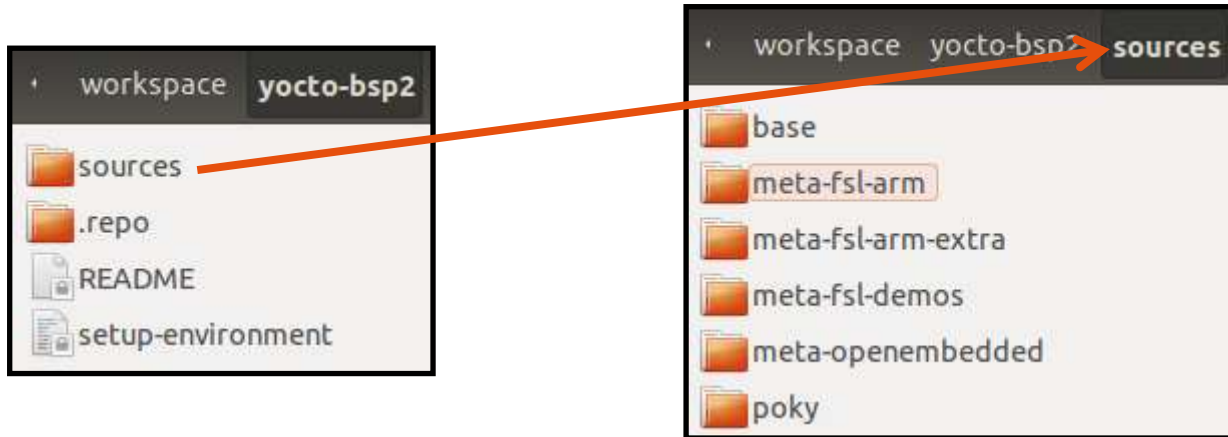 workspace yocto-bsp2
sources
.repo
README
setup-environment
workspace yocto-bsp2 sources
base
meta-fsl-arm
meta-fsl-arm-extra
meta-fsl-demos
meta-openembedded
poky